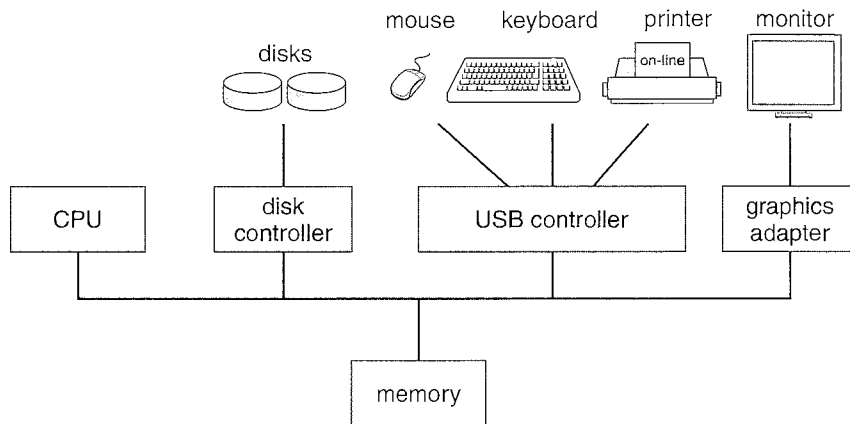 mouse
keyboard
printer
monitor
disks
on-line
CPU
disk
controller
USB controller
graphics
adapter
memory